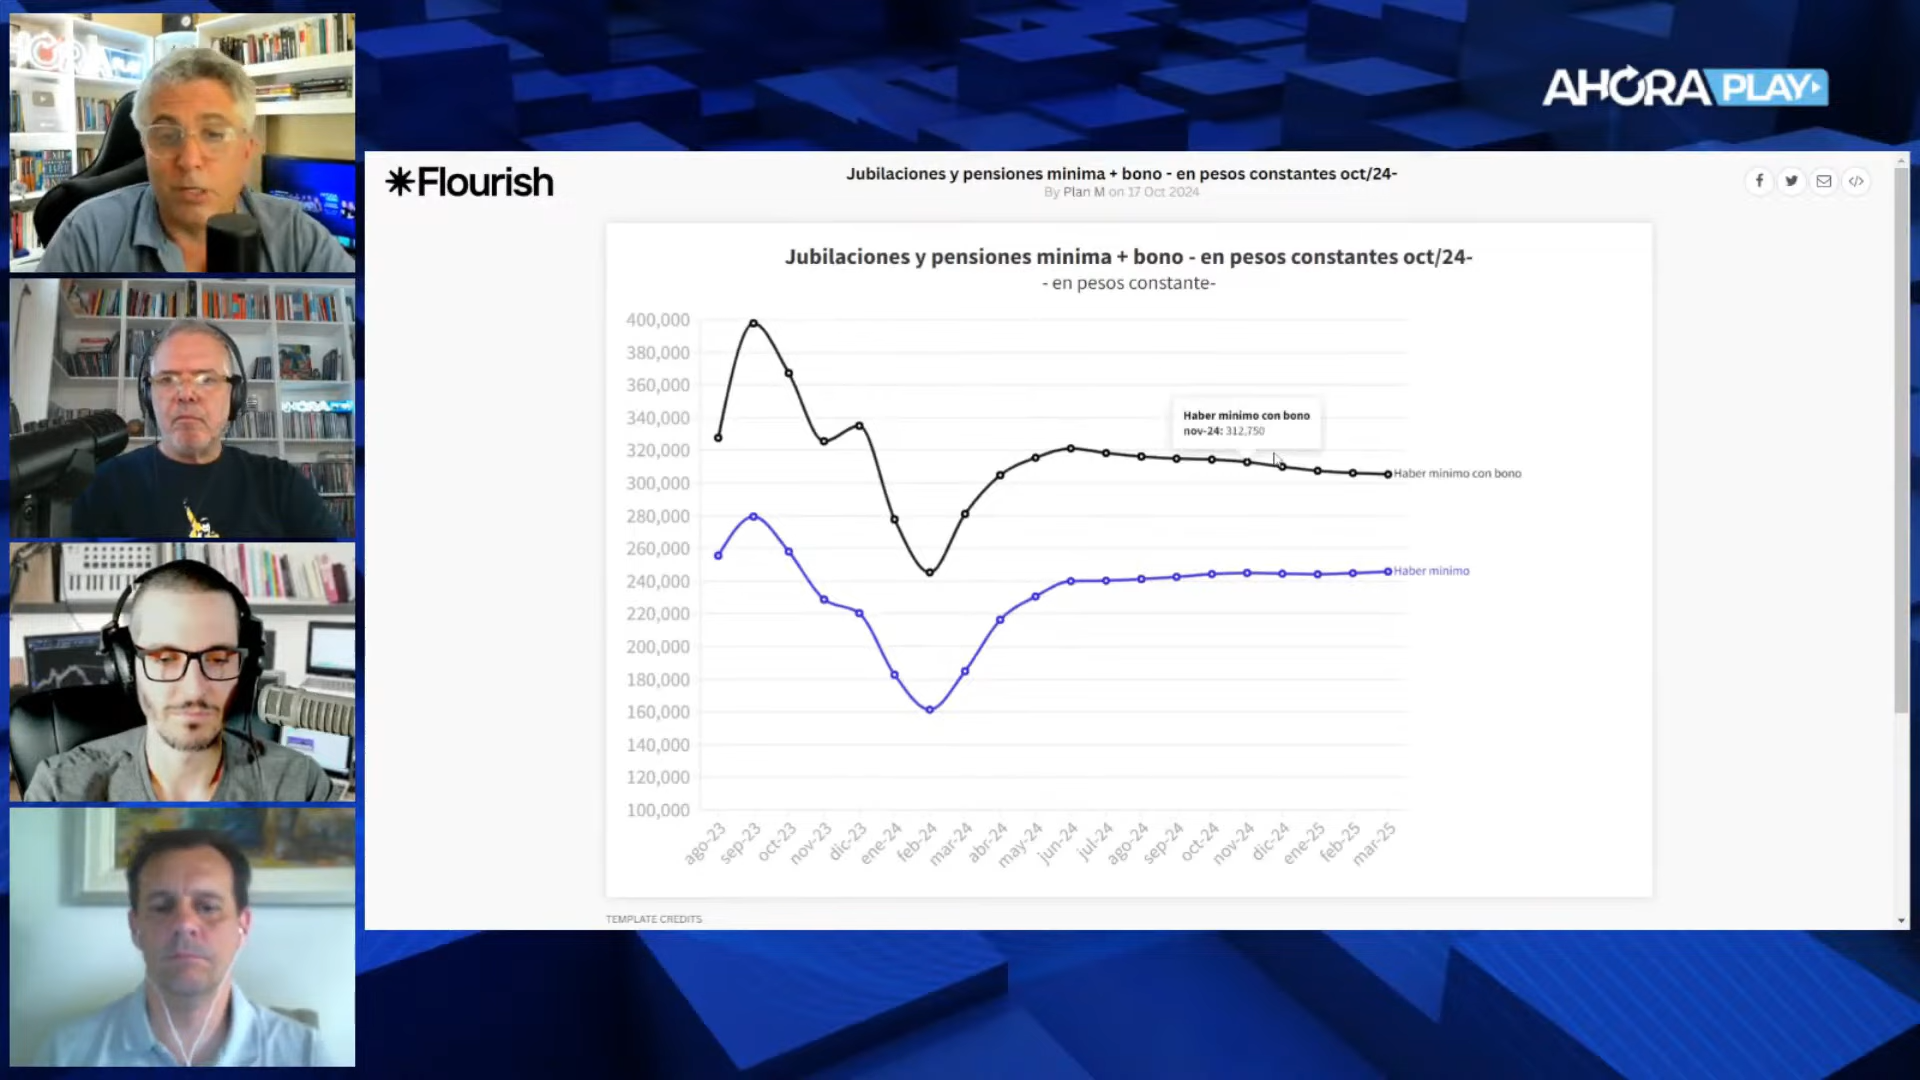 AHORA PLAY
Flourish
Jubilaciones y pensiones minima + bono - en pesos constantes oct/24-
By Plan M on 17 Oct 2024
Jubilaciones y pensiones minima + bono - en pesos constantes oct/24-
- en pesos constante-
400,000
380,000
360,000
340,000
320,000
300,000
280,000
260,000
240,000
220,000
200,000
180,000
160,000
140,000
120,000
100,000
Haber minimo con bono
nov-24: 312,750
Haber minimo con bono
Haber minimo
ago-23
sep-23
oct-23
nov-23
dic-23
ene-24
feb-24
mar-24
abr-24
may-24
jun-24
jul-24
ago-24
sep-24
oct-24
nov-24
dic-24
ene-25
feb-25
mar-25
TEMPLATE CREDITS